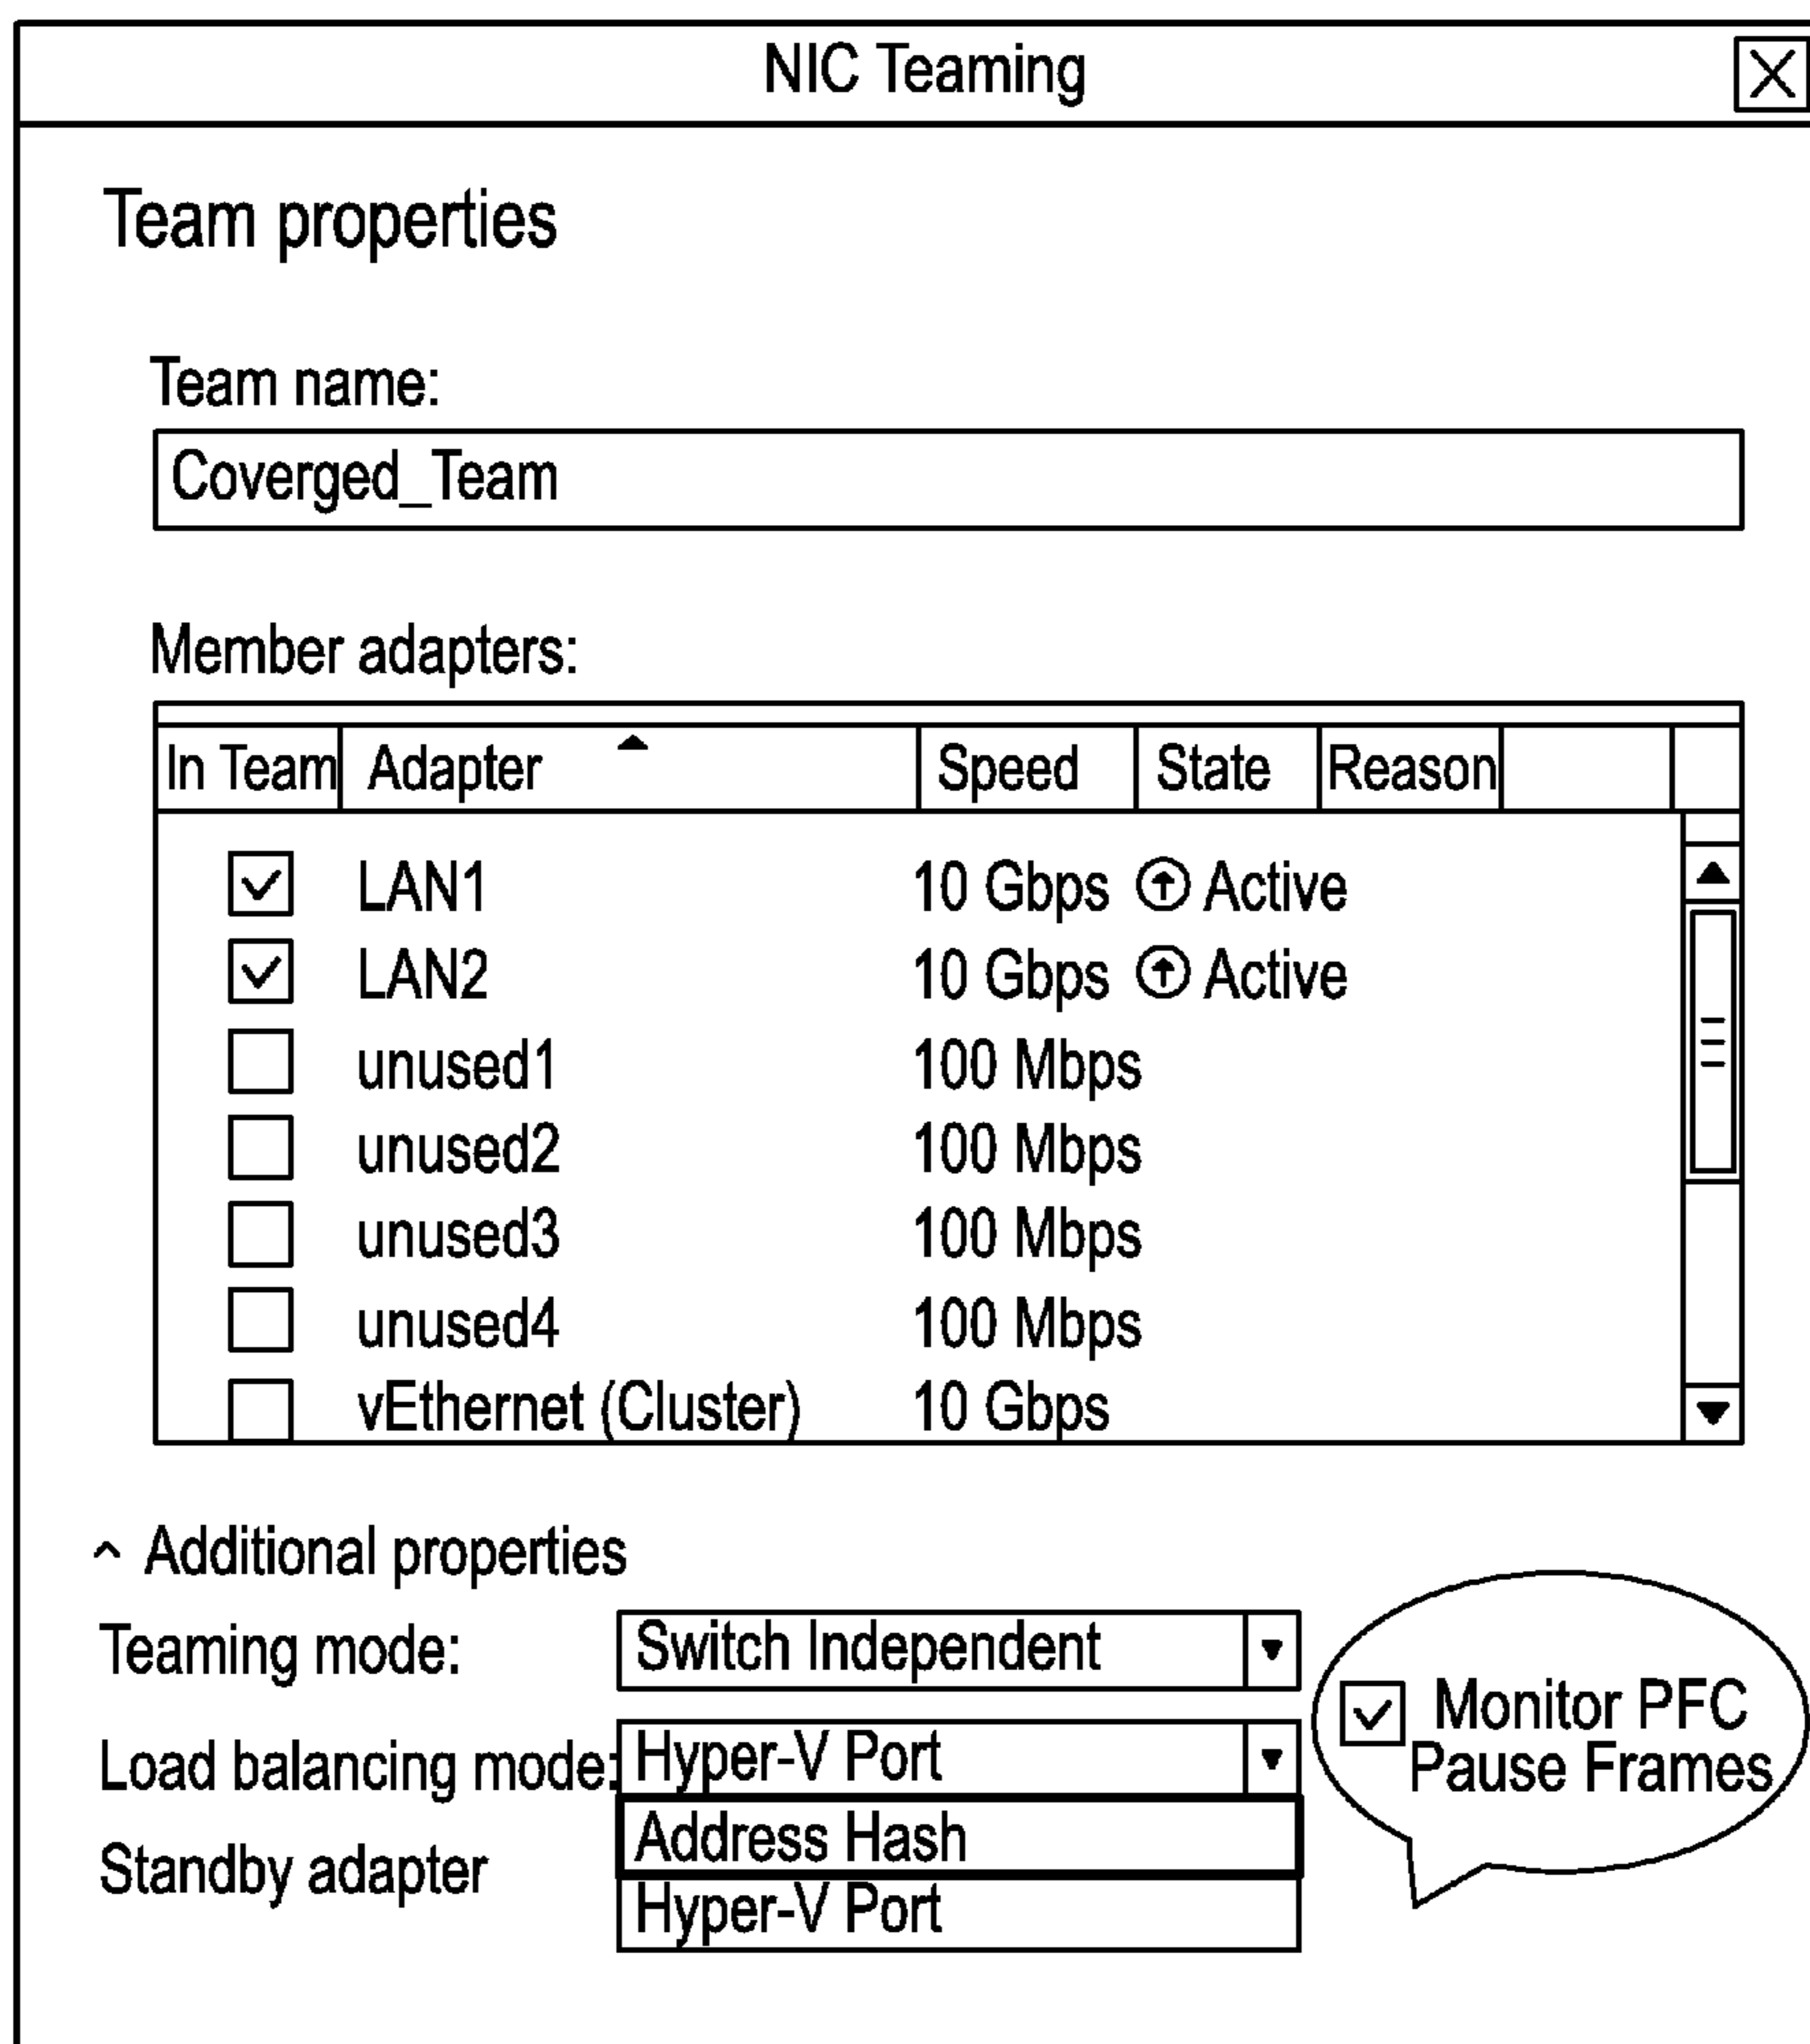 NIC Teaming
Team properties
Team name:
Coverged_Team
Member adapters:
In Team Adapter Speed State Reason
LAN1 10 Gbps Active
LAN2 10 Gbps Active
unused1 100 Mbps
unused2 100 Mbps
unused3 100 Mbps
unused4 100 Mbps
vEthernet (Cluster) 10 Gbps
^ Additional properties
Teaming mode: Switch Independent
Monitor PFC
Pause Frames
Load balancing mode: Hyper-V Port
Address Hash
Standby adapter
Hyper-V Port